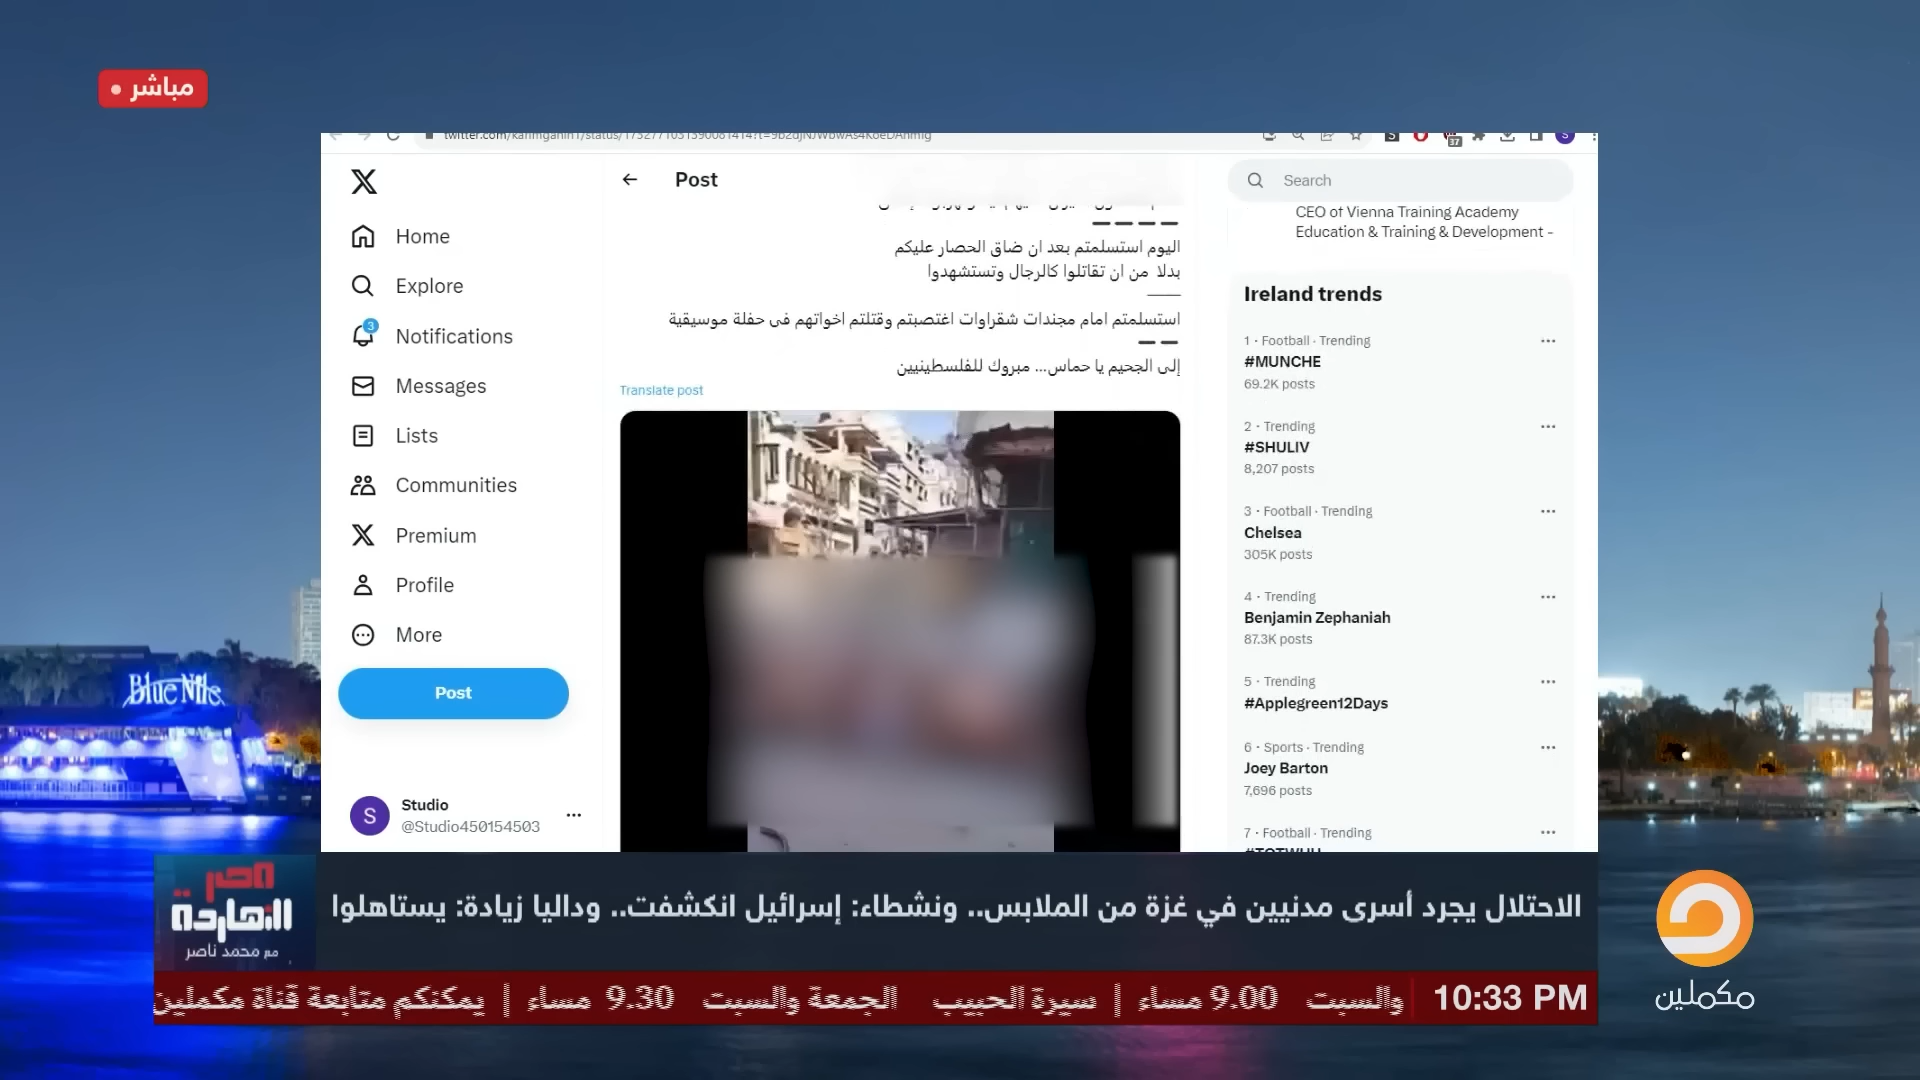 مباشر
Post
Search
CEO of Vienna Training Academy
Education & Training & Development -
Home
Explore
3
Notifications
Messages
Lists
Communities
Premium
Profile
More
Post
Studio
@Studio450154503
S
اليوم استسلمتم بعد ان ضاق الحصار عليكم
بدلا من ان تقاتلوا كالرجال وتستشهدوا
استسلمتم امام مجندات شقراوات اغتصبتم وقتلتم اخواتهم فى حفلة موسيقية
إلى الجحيم يا حماس... مبروك للفلسطينيين
Translate post
Ireland trends
1 · Football · Trending
#MUNCHE
69.2K posts
2 · Trending
#SHULIV
8,207 posts
3 · Football · Trending
Chelsea
305K posts
4 · Trending
Benjamin Zephaniah
87.3K posts
5 · Trending
#Applegreen12Days
6 · Sports · Trending
Joey Barton
7,696 posts
7 · Football · Trending
Blue Nile
مصر
النهاردة
مع محمد ناصر
الاحتلال يجرد أسرى مدنيين في غزة من الملابس.. ونشطاء: إسرائيل انكشفت.. وداليا زيادة: يستاهلوا
10:33 PM
والسبت 9.00 مساء | سيرة الحبيب الجمعة والسبت 9.30 مساء | يمكنكم متابعة قناة مكملين
مكملين